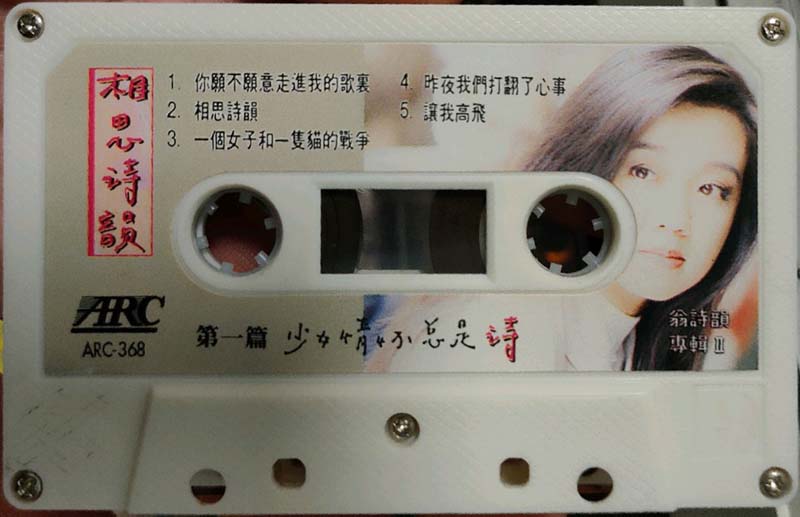 相思詩韻
1. 你願不願意走進我的歌裏
2. 相思詩韻
3. 一個女子和一隻貓的戰爭
4. 昨夜我們打翻了心事
5. 讓我高飛
ARC
ARC-368
第一篇 少女情怀总是詩
翁詩韻
專輯 II